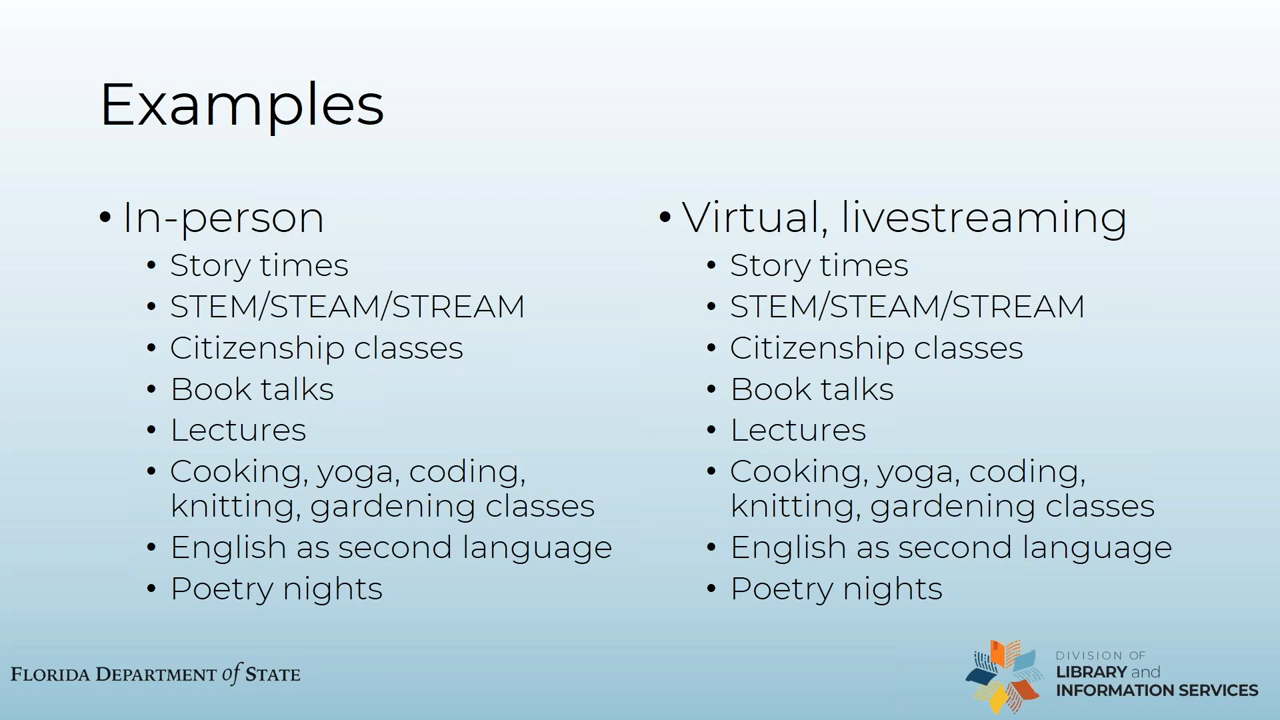 Examples
• In-person
• Story times
• STEM/STEAM/STREAM
• Citizenship classes
• Book talks
• Lectures
• Cooking, yoga, coding,
knitting, gardening classes
• English as second language
• Poetry nights
• Virtual, livestreaming
• Story times
• STEM/STEAM/STREAM
• Citizenship classes
• Book talks
• Lectures
• Cooking, yoga, coding,
knitting, gardening classes
• English as second language
• Poetry nights
FLORIDA DEPARTMENT of STATE
DIVISION OF
LIBRARY and
INFORMATION SERVICES